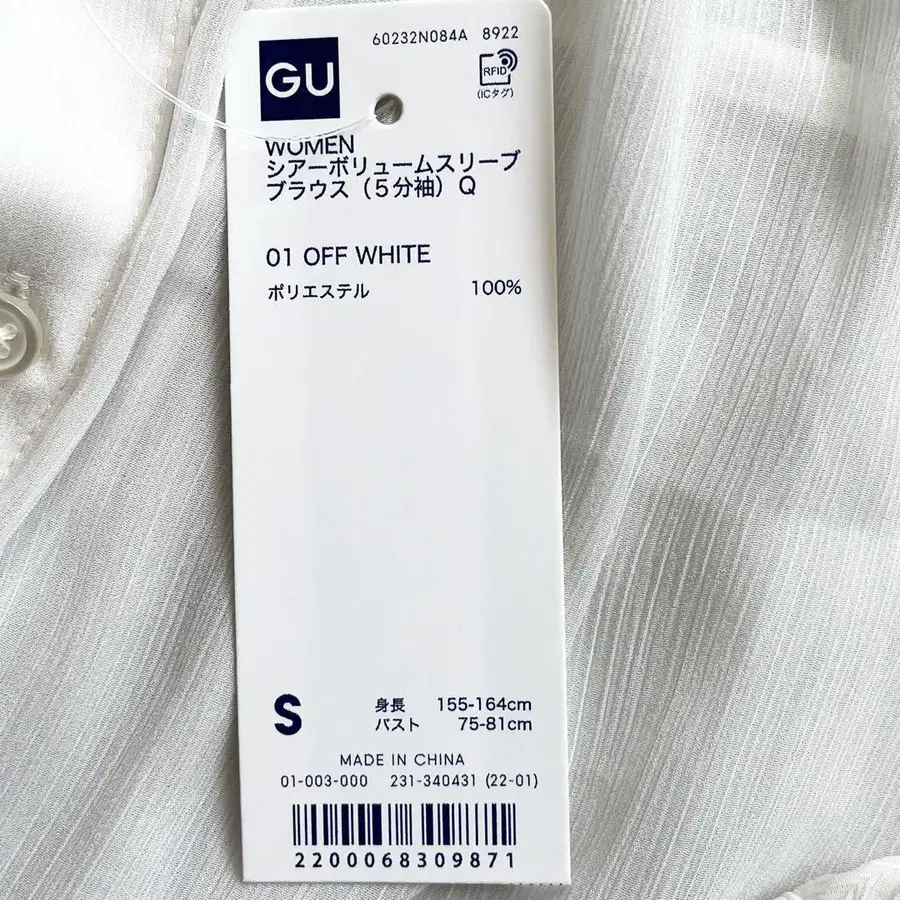 GU
60232N084A 8922
RFID
(ICタグ)
WOMEN
シアーボリュームスリーブ
ブラウス（5分袖）Q
01 OFF WHITE
ポリエステル 100%
S
身長 155-164cm
バスト 75-81cm
MADE IN CHINA
01-003-000 231-340431 (22-01)
2200068309871